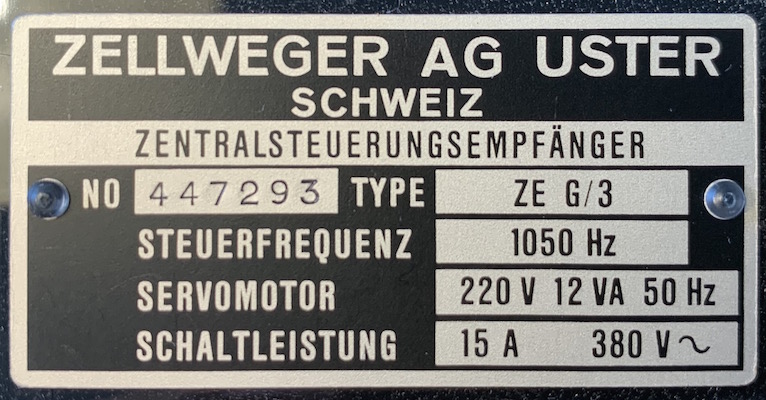 ZELLWEGER AG USTER
SCHWEIZ
ZENTRALSTEUERUNGSEMPFÄNGER
NO 447293 TYPE ZE G/3
STEUERFREQUENZ 1050 Hz
SERVOMOTOR 220 V 12 VA 50 Hz
SCHALTLEISTUNG 15 A 380 V ~